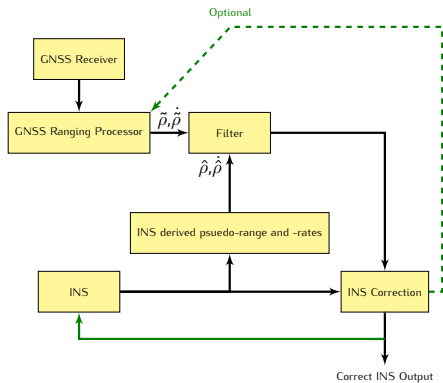 Optional
GNSS Receiver
GNSS Ranging Processor
ρ̃,ρ̃̇
Filter
ρ̂,ρ̂̇
INS derived psuedo-range and -rates
INS
INS Correction
Correct INS Output